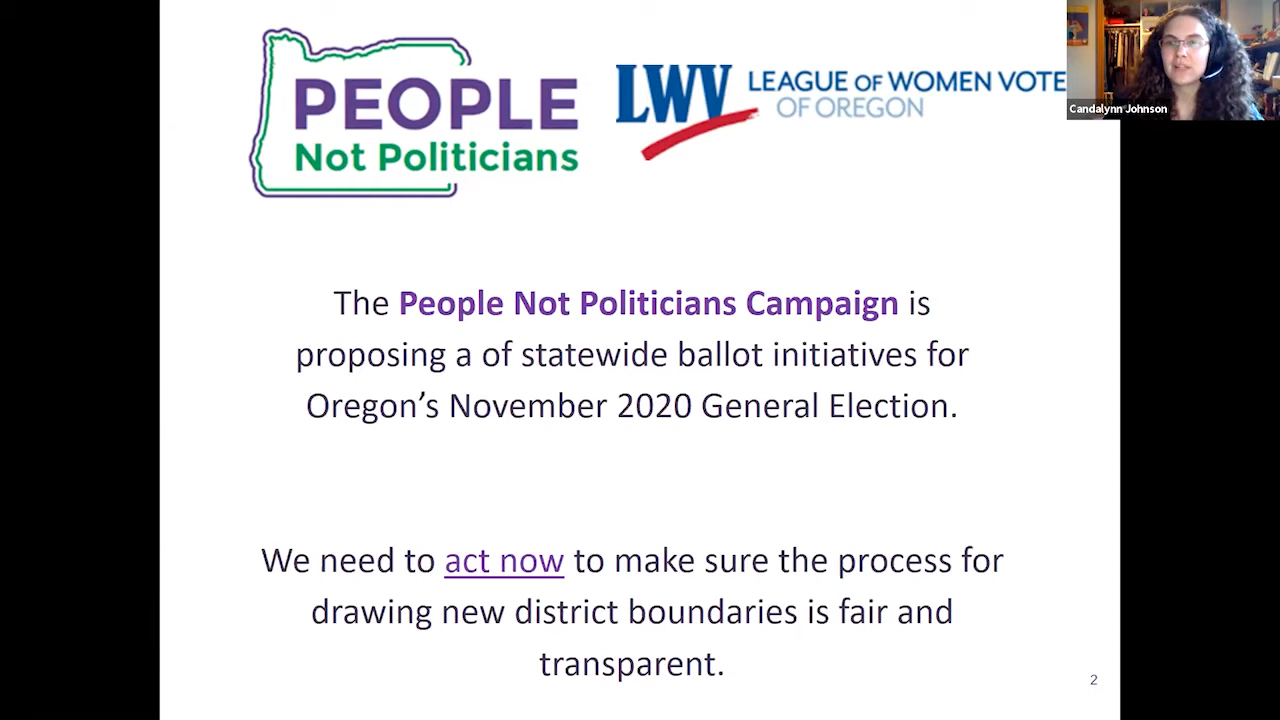 PEOPLE
Not Politicians
LWV
LEAGUE OF WOMEN VOTE
OF OREGON
Candalynn Johnson
The People Not Politicians Campaign is
proposing a of statewide ballot initiatives for
Oregon's November 2020 General Election.
We need to act now to make sure the process for
drawing new district boundaries is fair and
transparent.
2